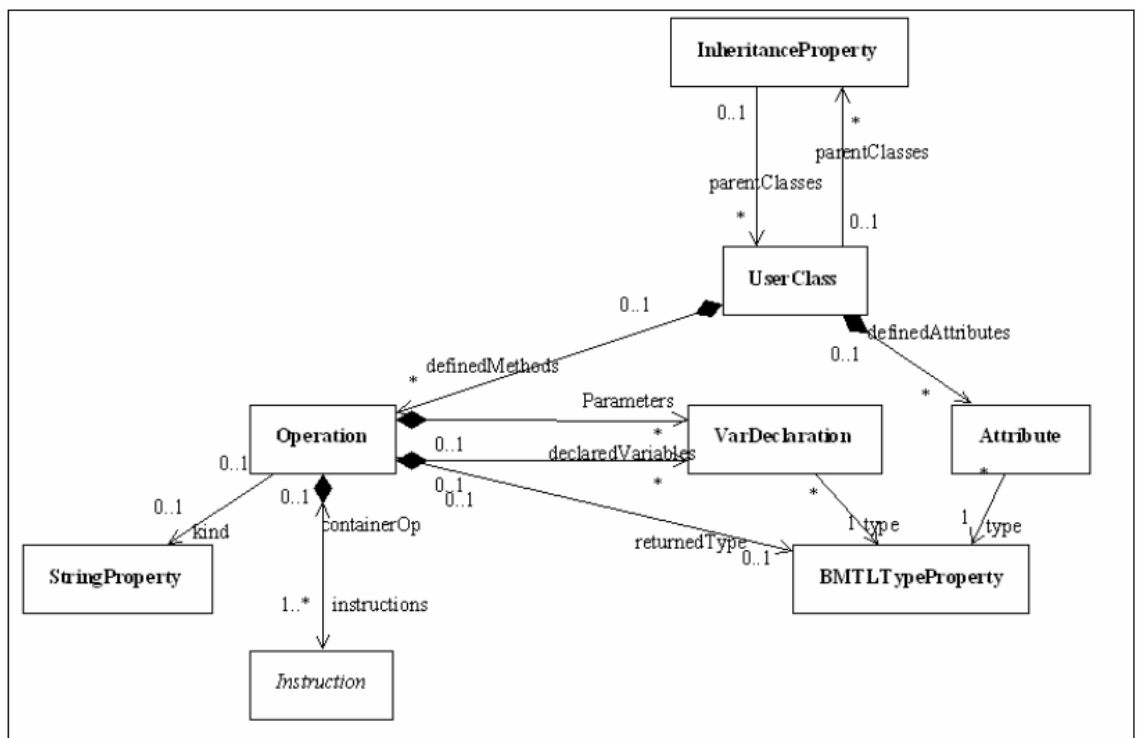 InheritanceProperty
0..1
*
parentClasses
parentClasses
*
0..1
UserClass
0..1
definedAttributes
0..1
definedMethods
*
*
Parameters
Operation
*
VarDeclaration
Attribute
0..1
declaredVariables
*
0..1
0..1
0..1
*
*
0..1
0..1
containerOp
1 type
1
type
kind
returnedType
0..1
StringProperty
BMTLTypeProperty
1..*
instructions
Instruction